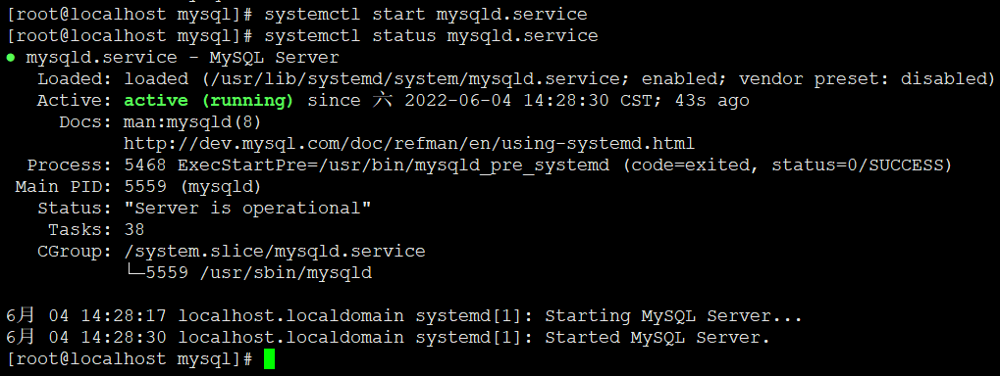 [root@localhost mysql]# systemctl start mysqld.service
[root@localhost mysql]# systemctl status mysqld.service
● mysqld.service - MySQL Server
   Loaded: loaded (/usr/lib/systemd/system/mysqld.service; enabled; vendor preset: disabled)
   Active: active (running) since 六 2022-06-04 14:28:30 CST; 43s ago
     Docs: man:mysqld(8)
           http://dev.mysql.com/doc/refman/en/using-systemd.html
  Process: 5468 ExecStartPre=/usr/bin/mysqld_pre_systemd (code=exited, status=0/SUCCESS)
 Main PID: 5559 (mysqld)
   Status: "Server is operational"
    Tasks: 38
   CGroup: /system.slice/mysqld.service
           └─5559 /usr/sbin/mysqld

6月 04 14:28:17 localhost.localdomain systemd[1]: Starting MySQL Server...
6月 04 14:28:30 localhost.localdomain systemd[1]: Started MySQL Server.
[root@localhost mysql]#